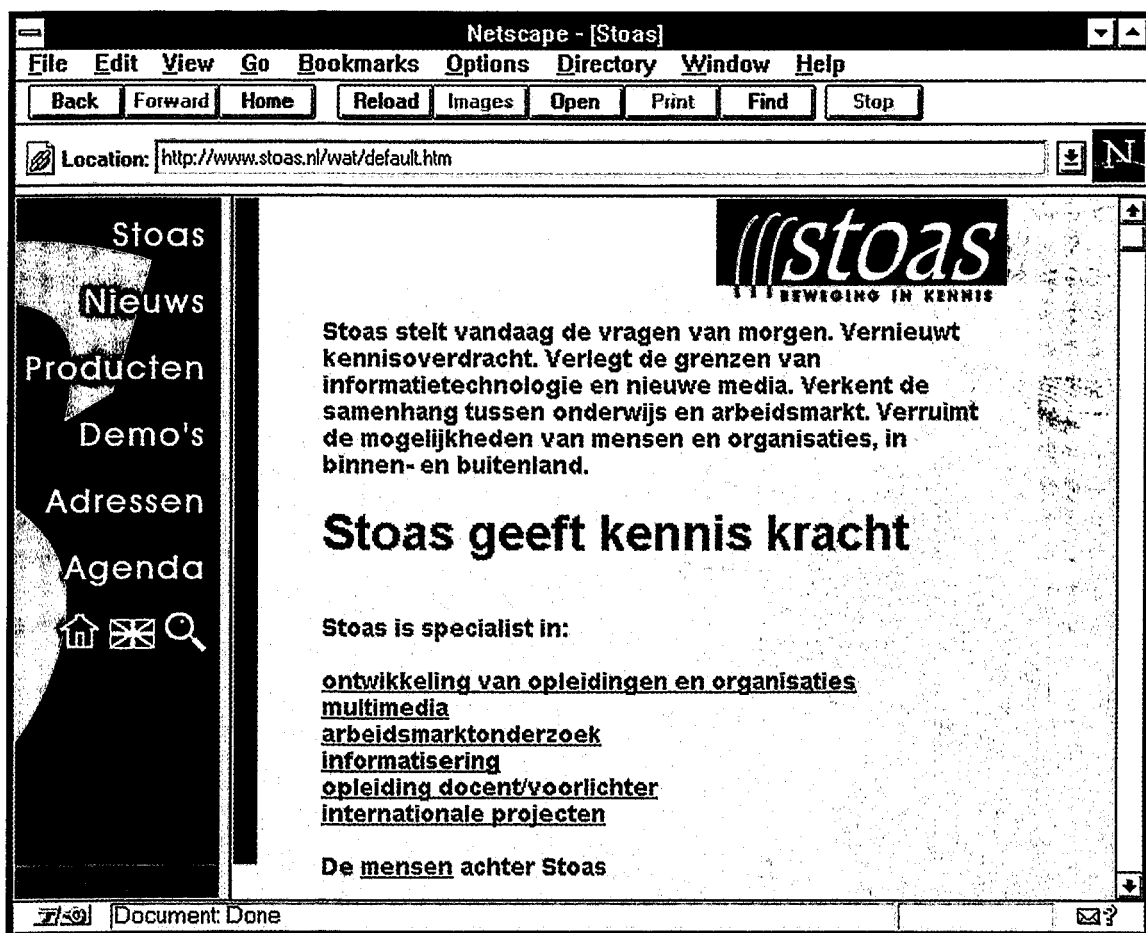 Netscape - [Stoas]
File Edit View Go Bookmarks Options Directory Window Help
Back Forward Home Reload Images Open Print Find Stop
Location: http://www.stoas.nl/wat/default.htm
N
Stoas
Nieuws
Producten
Demo's
Adressen
Agenda
stoas
BEWEGING IN KENNIS
Stoas stelt vandaag de vragen van morgen. Vernieuwt
kennisoverdracht. Verlegt de grenzen van
informatietechnologie en nieuwe media. Verkent de
samenhang tussen onderwijs en arbeidsmarkt. Verruimt
de mogelijkheden van mensen en organisaties, in
binnen- en buitenland.
Stoas geeft kennis kracht
Stoas is specialist in:
ontwikkeling van opleidingen en organisaties
multimedia
arbeidsmarktonderzoek
informatisering
opleiding docent/voorlichter
internationale projecten
De mensen achter Stoas
Document: Done
?